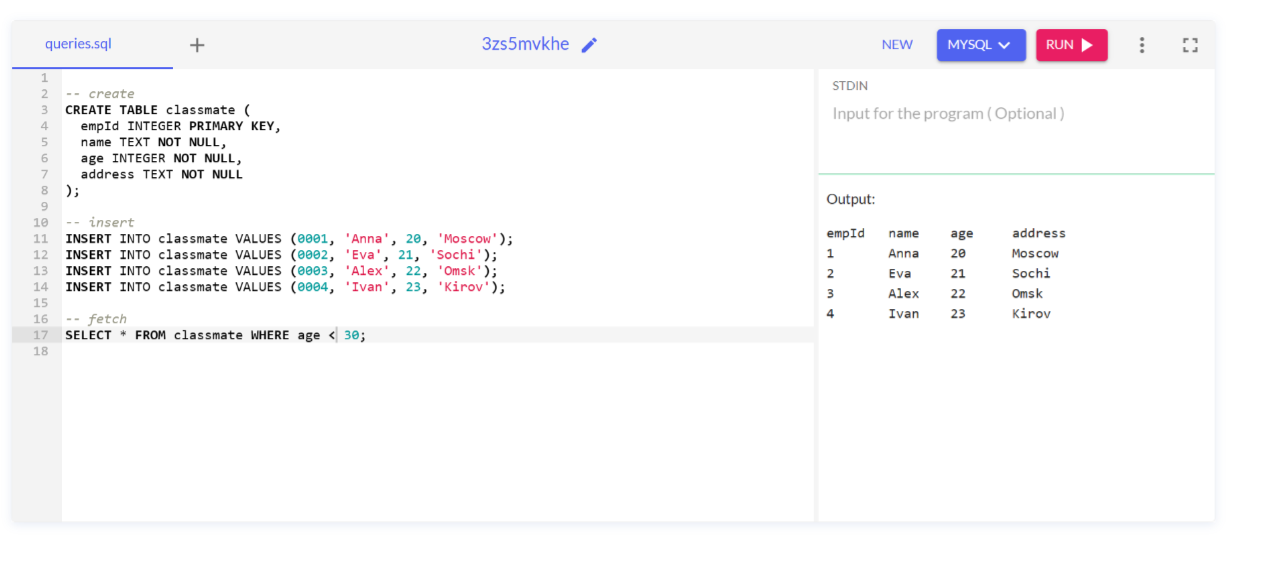 queries.sql + 3zs5mvkhe NEW MYSQL RUN
1
2 -- create
3 CREATE TABLE classmate (
4   empId INTEGER PRIMARY KEY,
5   name TEXT NOT NULL,
6   age INTEGER NOT NULL,
7   address TEXT NOT NULL
8 );
9
10 -- insert
11 INSERT INTO classmate VALUES (0001, 'Anna', 20, 'Moscow');
12 INSERT INTO classmate VALUES (0002, 'Eva', 21, 'Sochi');
13 INSERT INTO classmate VALUES (0003, 'Alex', 22, 'Omsk');
14 INSERT INTO classmate VALUES (0004, 'Ivan', 23, 'Kirov');
15
16 -- fetch
17 SELECT * FROM classmate WHERE age < 30;
18
STDIN
Input for the program ( Optional )
Output:
empId name age address
1 Anna 20 Moscow
2 Eva 21 Sochi
3 Alex 22 Omsk
4 Ivan 23 Kirov